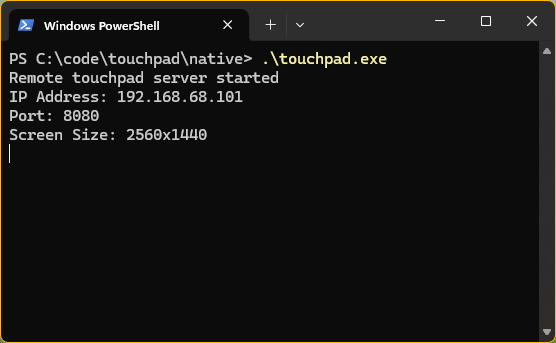 Windows PowerShell
PS C:\code\touchpad\native> .\touchpad.exe
Remote touchpad server started
IP Address: 192.168.68.101
Port: 8080
Screen Size: 2560x1440